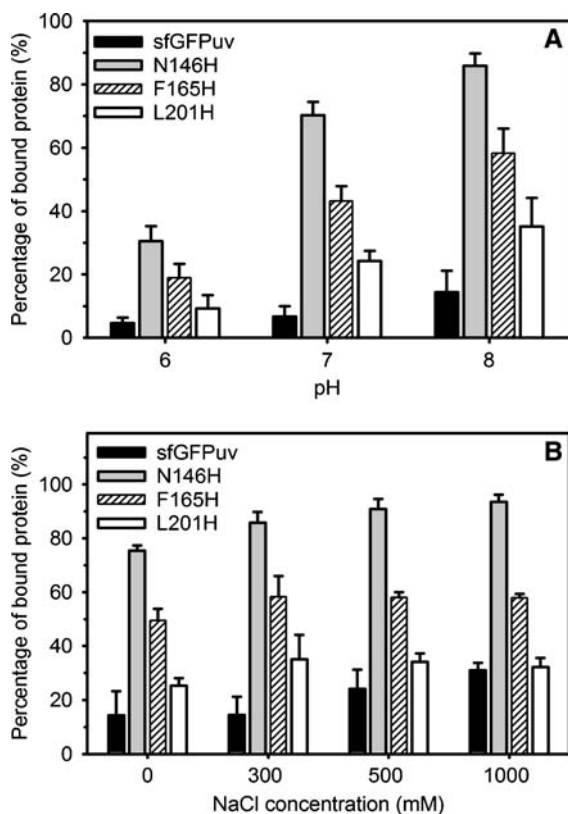 A
sfGFPuv
N146H
F165H
L201H
Percentage of bound protein (%)
100
80
60
40
20
0
6 7 8
pH
B
sfGFPuv
N146H
F165H
L201H
Percentage of bound protein (%)
100
80
60
40
20
0
0 300 500 1000
NaCl concentration (mM)